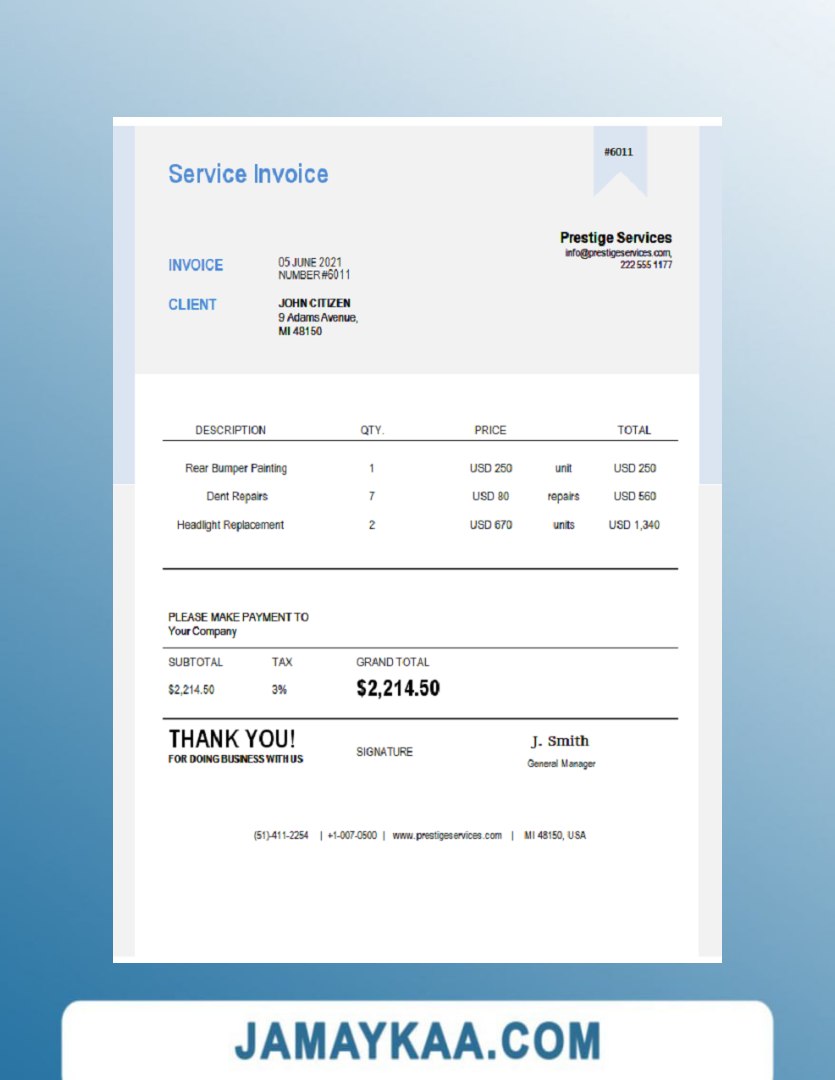 #6011
Service Invoice
Prestige Services
info@prestigeservices.com,
222 555 1177
INVOICE
05 JUNE 2021
NUMBER #6011
CLIENT
JOHN CITIZEN
9 Adams Avenue,
MI 48150
DESCRIPTION QTY. PRICE TOTAL
Rear Bumper Painting 1 USD 250 unit USD 250
Dent Repairs 7 USD 80 repairs USD 560
Headlight Replacement 2 USD 670 units USD 1,340
PLEASE MAKE PAYMENT TO
Your Company
SUBTOTAL TAX GRAND TOTAL
$2,214.50 3% $2,214.50
THANK YOU!
FOR DOING BUSINESS WITH US
SIGNATURE
J. Smith
General Manager
(51)-411-2254 | +1-007-0500 | www.prestigeservices.com | MI 48150, USA
JAMAYKAA.COM